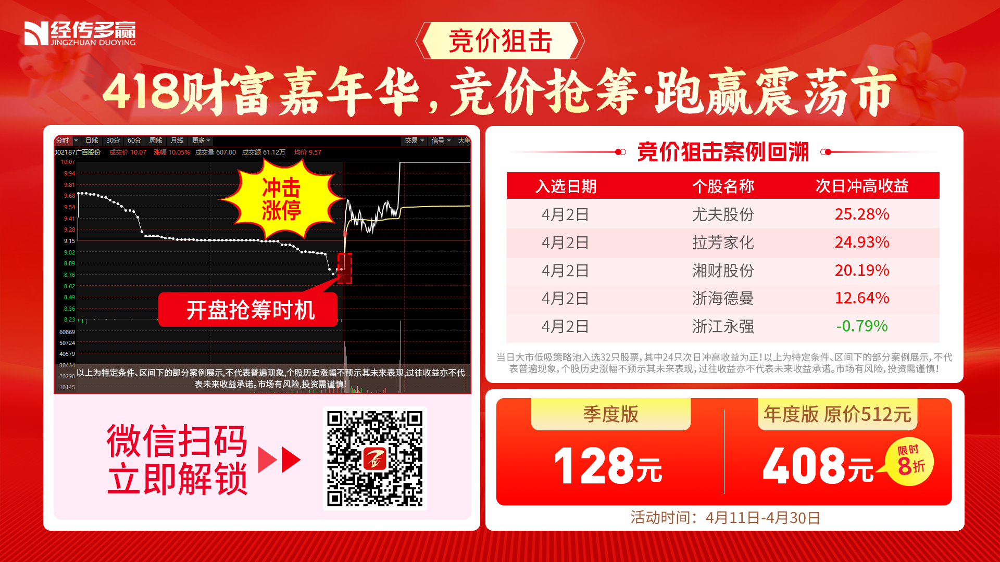 经传多赢
JINGZHUAN DUOYING
竞价狙击
418财富嘉年华，竞价抢筹·跑赢震荡市
分时 日线 30分 60分 周线 月线 更多 交易 信号 大单
002187广百股份 成交价 10.07 涨幅 10.05% 成交量 607.00 成交额 61.12万 均价 9.57
10.07
9.94
9.81
9.68
9.54
9.41
9.28
9.15
9.02
8.89
8.76
8.62
8.49
8.36
8.23
60869
50724
40579
30434
20290
10145
冲击
涨停
开盘抢筹时机
以上为特定条件、区间下的部分案例展示,不代表普遍现象,个股历史涨幅不预示其未来表现,过往收益亦不代
表未来收益承诺。市场有风险,投资需谨慎!
微信扫码
立即解锁
竞价狙击案例回溯
入选日期 个股名称 次日冲高收益
4月2日 尤夫股份 25.28%
4月2日 拉芳家化 24.93%
4月2日 湘财股份 20.19%
4月2日 浙海德曼 12.64%
4月2日 浙江永强 -0.79%
当日大市低吸策略池入选32只股票，其中24只次日冲高收益为正！以上为特定条件、区间下的部分案例展示，不代
表普遍现象，个股历史涨幅不预示其未来表现，过往收益亦不代表未来收益承诺。市场有风险，投资需谨慎！
季度版
128元
年度版 原价512元
408元
限时
8折
活动时间：4月11日-4月30日